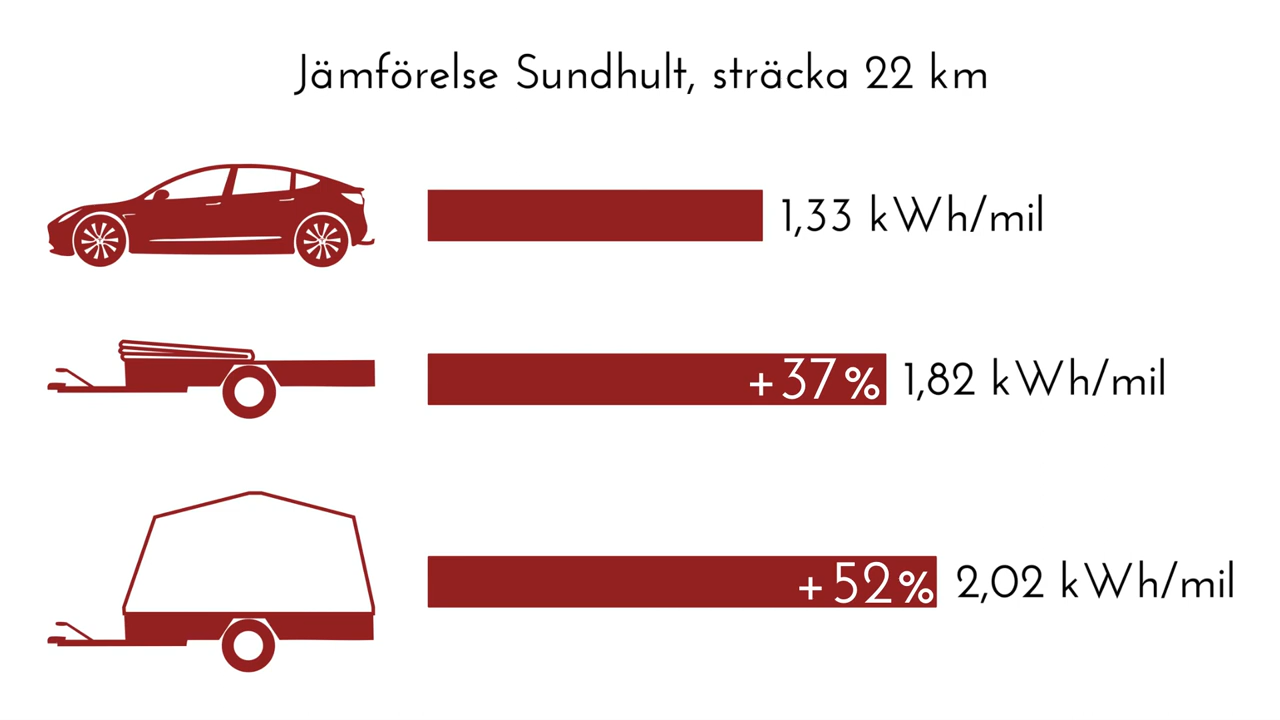 Jämförelse Sundhult, sträcka 22 km
1,33 kWh/mil
+37% 1,82 kWh/mil
+52% 2,02 kWh/mil